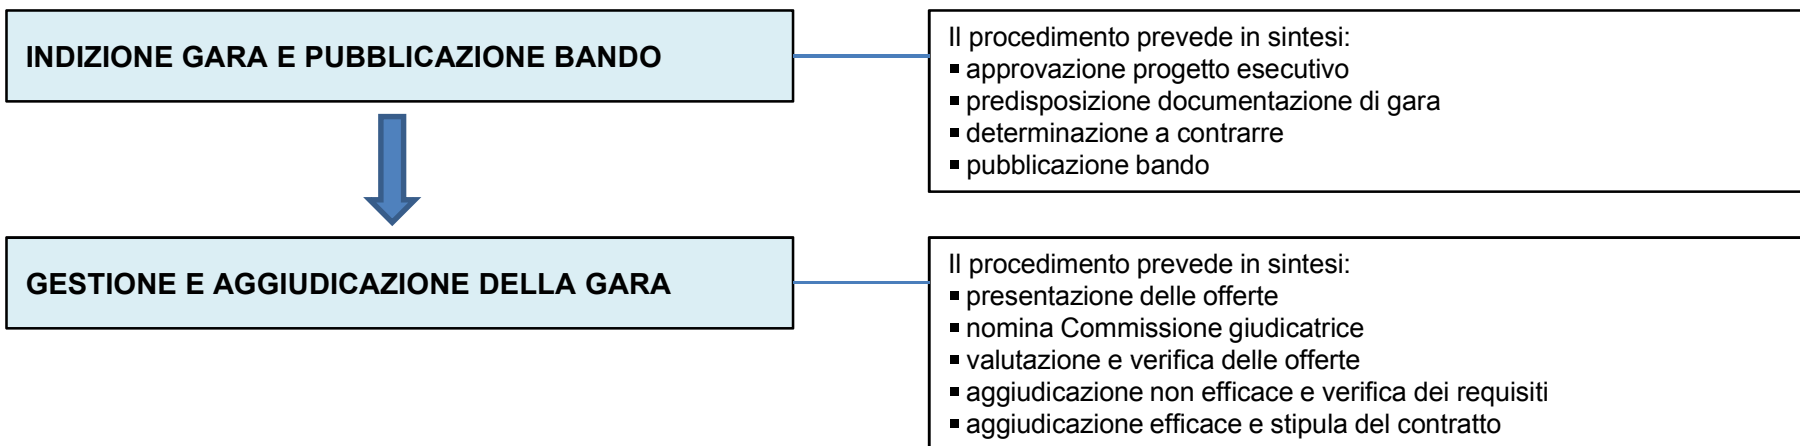 INDIZIONE GARA E PUBBLICAZIONE BANDO
Il procedimento prevede in sintesi:
▪ approvazione progetto esecutivo
▪ predisposizione documentazione di gara
▪ determinazione a contrarre
▪ pubblicazione bando
GESTIONE E AGGIUDICAZIONE DELLA GARA
Il procedimento prevede in sintesi:
▪ presentazione delle offerte
▪ nomina Commissione giudicatrice
▪ valutazione e verifica delle offerte
▪ aggiudicazione non efficace e verifica dei requisiti
▪ aggiudicazione efficace e stipula del contratto